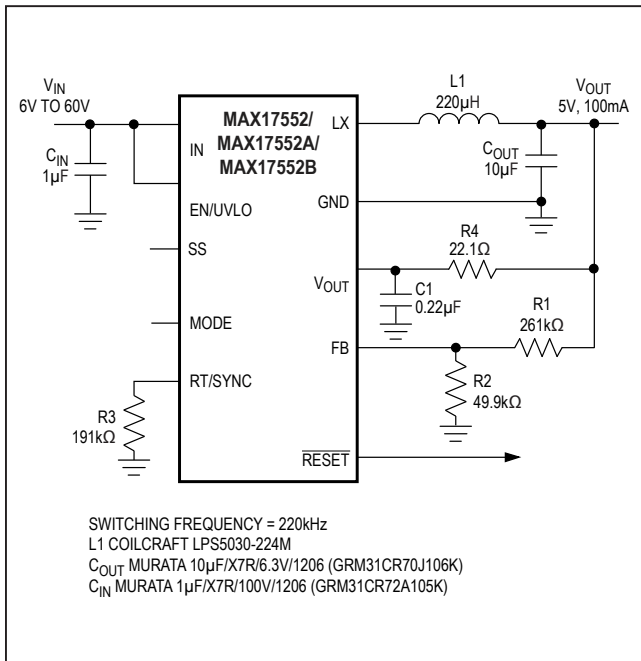 VIN
6V TO 60V
CIN
1µF
MAX17552/
MAX17552A/
MAX17552B
IN
EN/UVLO
SS
MODE
RT/SYNC
R3
191kΩ
LX
GND
VOUT
FB
RESET
L1
220µH
VOUT
5V, 100mA
COUT
10µF
R4
22.1Ω
C1
0.22µF
R1
261kΩ
R2
49.9kΩ
SWITCHING FREQUENCY = 220kHz
L1 COILCRAFT LPS5030-224M
COUT MURATA 10µF/X7R/6.3V/1206 (GRM31CR70J106K)
CIN MURATA 1µF/X7R/100V/1206 (GRM31CR72A105K)